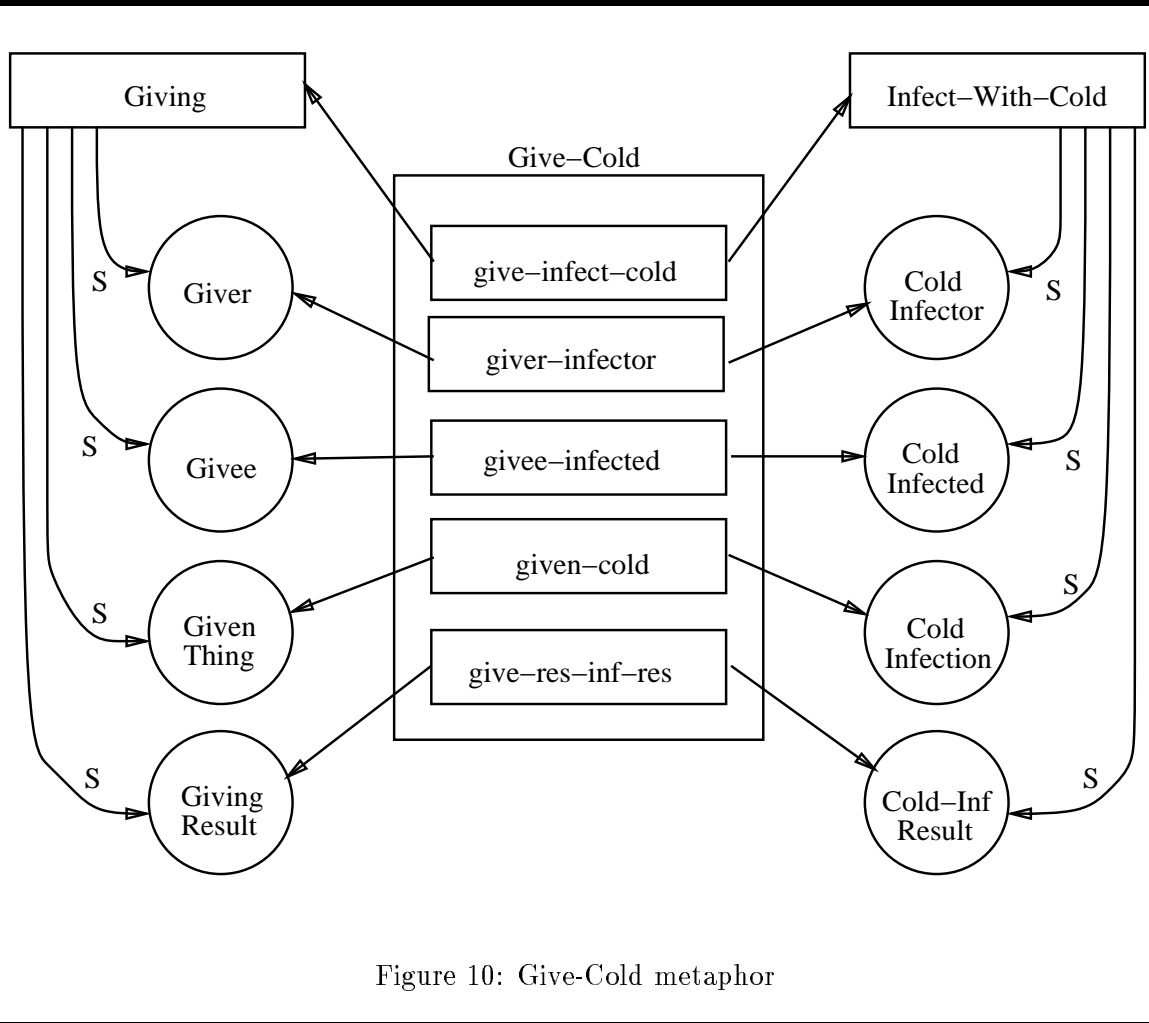 Giving
Infect−With−Cold
Give−Cold
give−infect−cold
S
Giver
Cold
Infector
S
giver−infector
S
Givee
givee−infected
Cold
Infected
S
given−cold
S
Given
Thing
Cold
Infection
S
give−res−inf−res
S
Giving
Result
Cold−Inf
Result
S
Figure 10: Give-Cold metaphor